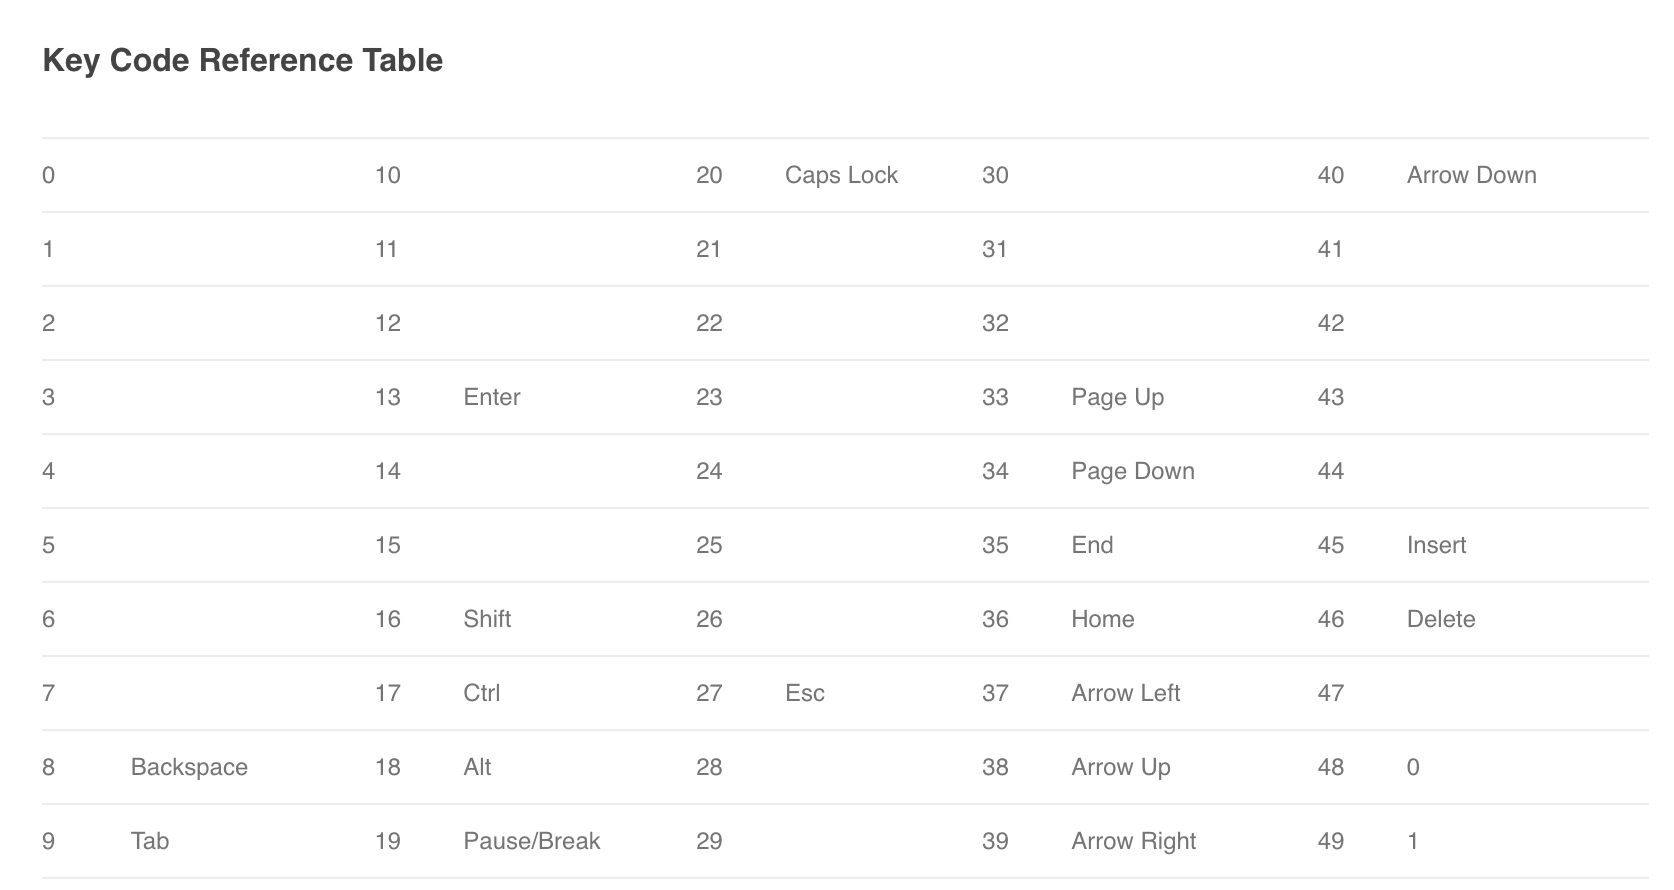 Key Code Reference Table
0 10 20 Caps Lock 30 40 Arrow Down
1 11 21 31 41
2 12 22 32 42
3 13 Enter 23 33 Page Up 43
4 14 24 34 Page Down 44
5 15 25 35 End 45 Insert
6 16 Shift 26 36 Home 46 Delete
7 17 Ctrl 27 Esc 37 Arrow Left 47
8 Backspace 18 Alt 28 38 Arrow Up 48 0
9 Tab 19 Pause/Break 29 39 Arrow Right 49 1